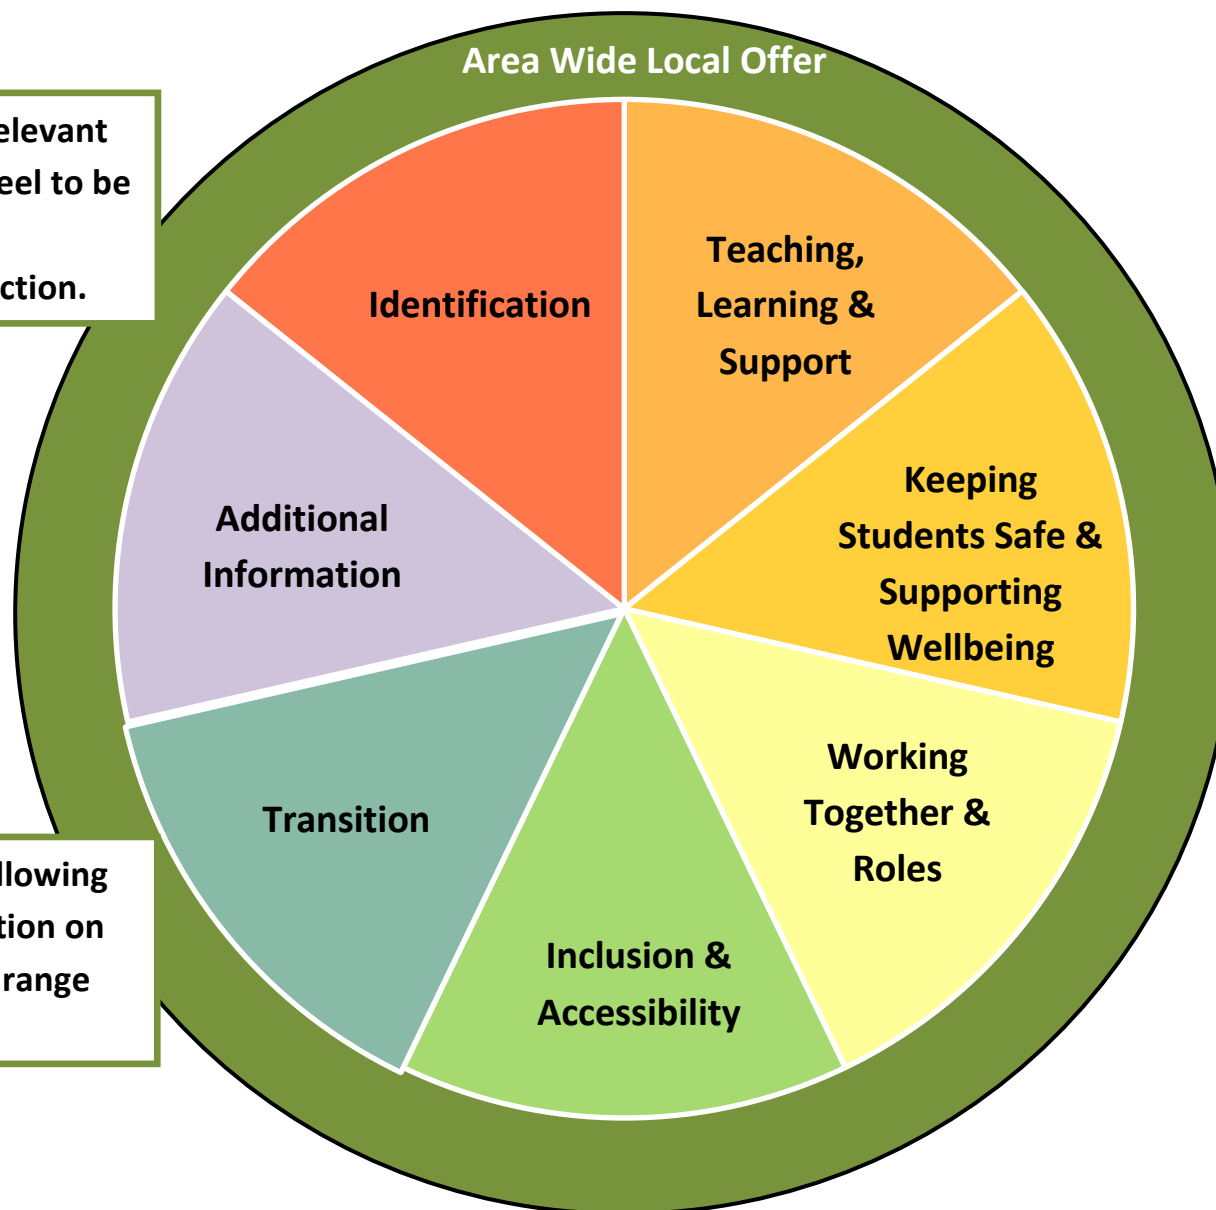 Area Wide Local Offer
elevant
eel to be
ction.
Identification
Teaching,
Learning &
Support
Keeping
Students Safe &
Supporting
Wellbeing
Additional
Information
Working
Together &
Roles
Transition
Inclusion &
Accessibility
llowing
tion on
range